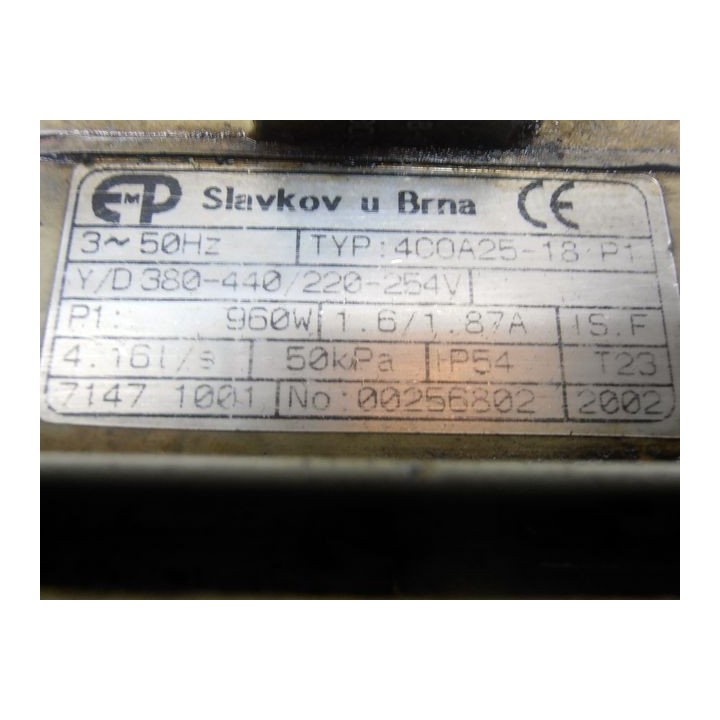 EMP Slavkov u Brna CE
3~50Hz TYP:4COA25-18 P1
Y/D 380-440/220-254V
P1: 960W 1.6/1.87A IS.F
4.16l/s 50kPa IP54 T23
7147 1001 No:00256802 2002